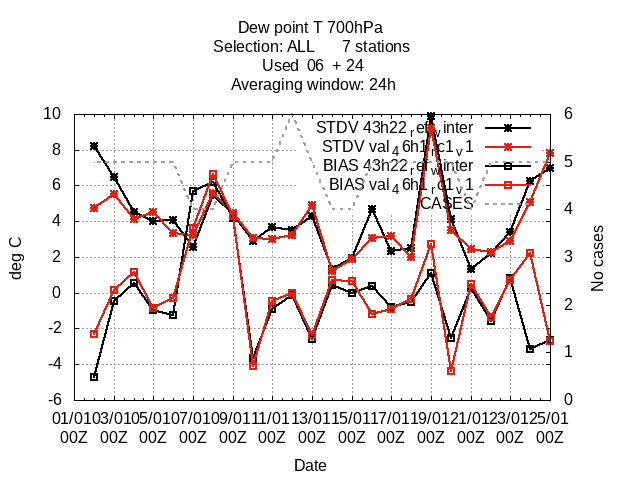 Dew point T 700hPa
Selection: ALL 7 stations
Used 06 + 24
Averaging window: 24h
10
8
6
4
2
0
-2
-4
-6
deg C
6
5
4
3
2
1
0
No cases
STDV 43h22_ref_winter
STDV val_46h1_rc1_v1
BIAS 43h22_ref_winter
BIAS val_46h1_rc1_v1
CASES
01/01 03/01 05/01 07/01 09/01 11/01 13/01 15/01 17/01 19/01 21/01 23/01 25/01
00Z 00Z 00Z 00Z 00Z 00Z 00Z 00Z 00Z 00Z 00Z 00Z 00Z
Date